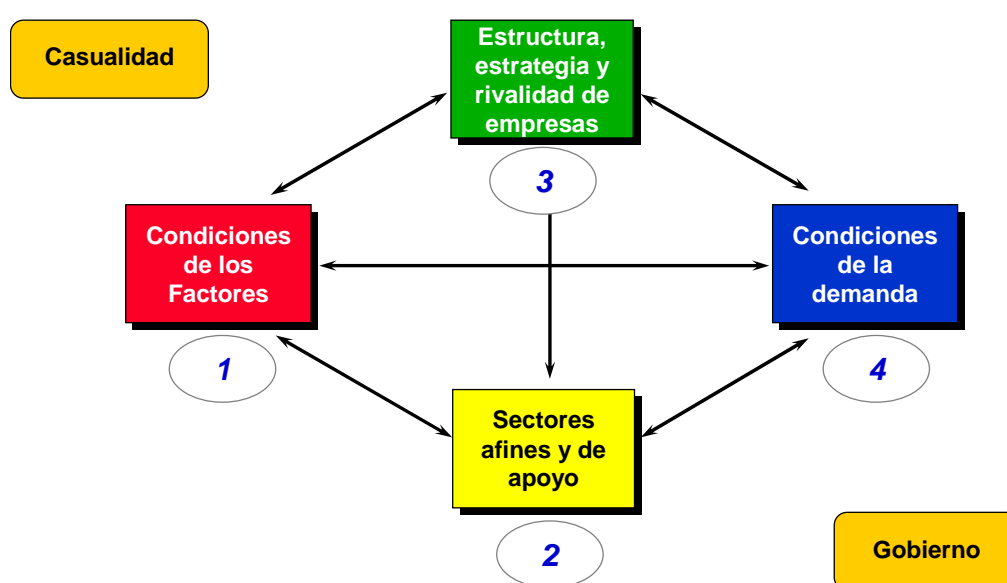 Casualidad
Estructura,
estrategia y
rivalidad de
empresas
3
Condiciones
de los
Factores
1
Condiciones
de la
demanda
4
Sectores
afines y de
apoyo
2
Gobierno